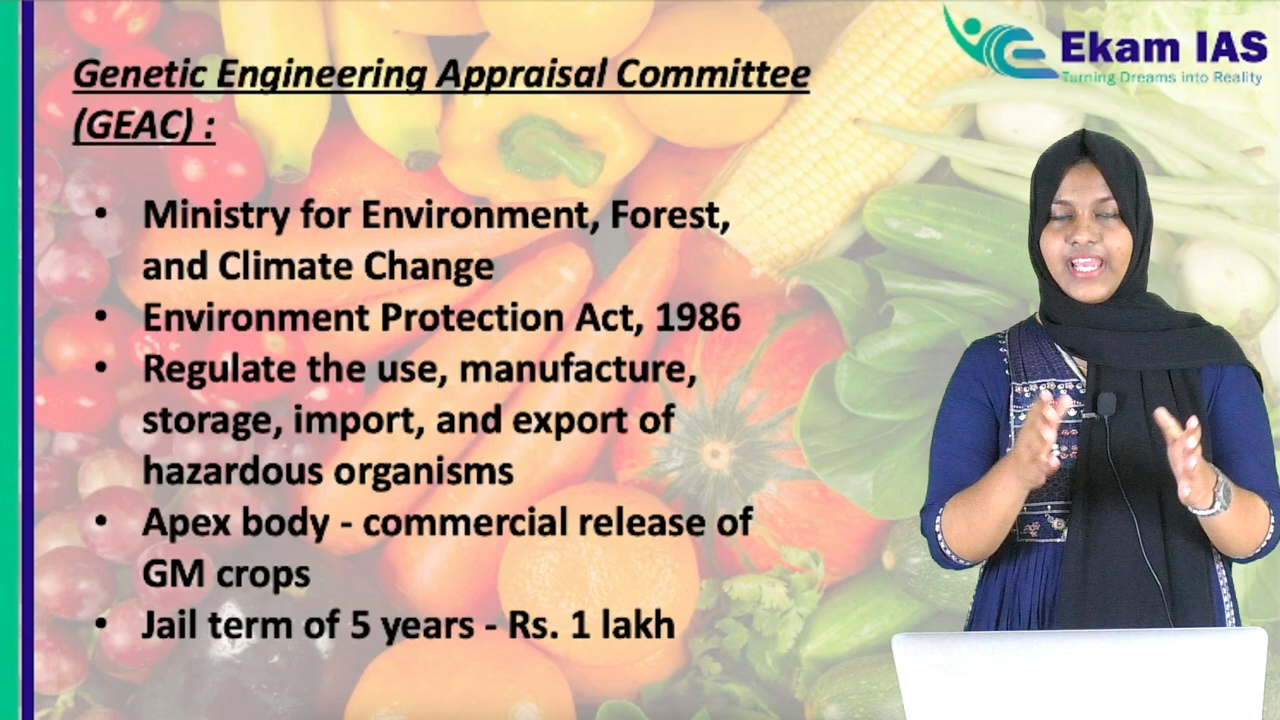 Genetic Engineering Appraisal Committee
(GEAC) :
• Ministry for Environment, Forest,
and Climate Change
• Environment Protection Act, 1986
• Regulate the use, manufacture,
storage, import, and export of
hazardous organisms
• Apex body - commercial release of
GM crops
• Jail term of 5 years - Rs. 1 lakh
Ekam IAS
Turning Dreams into Reality